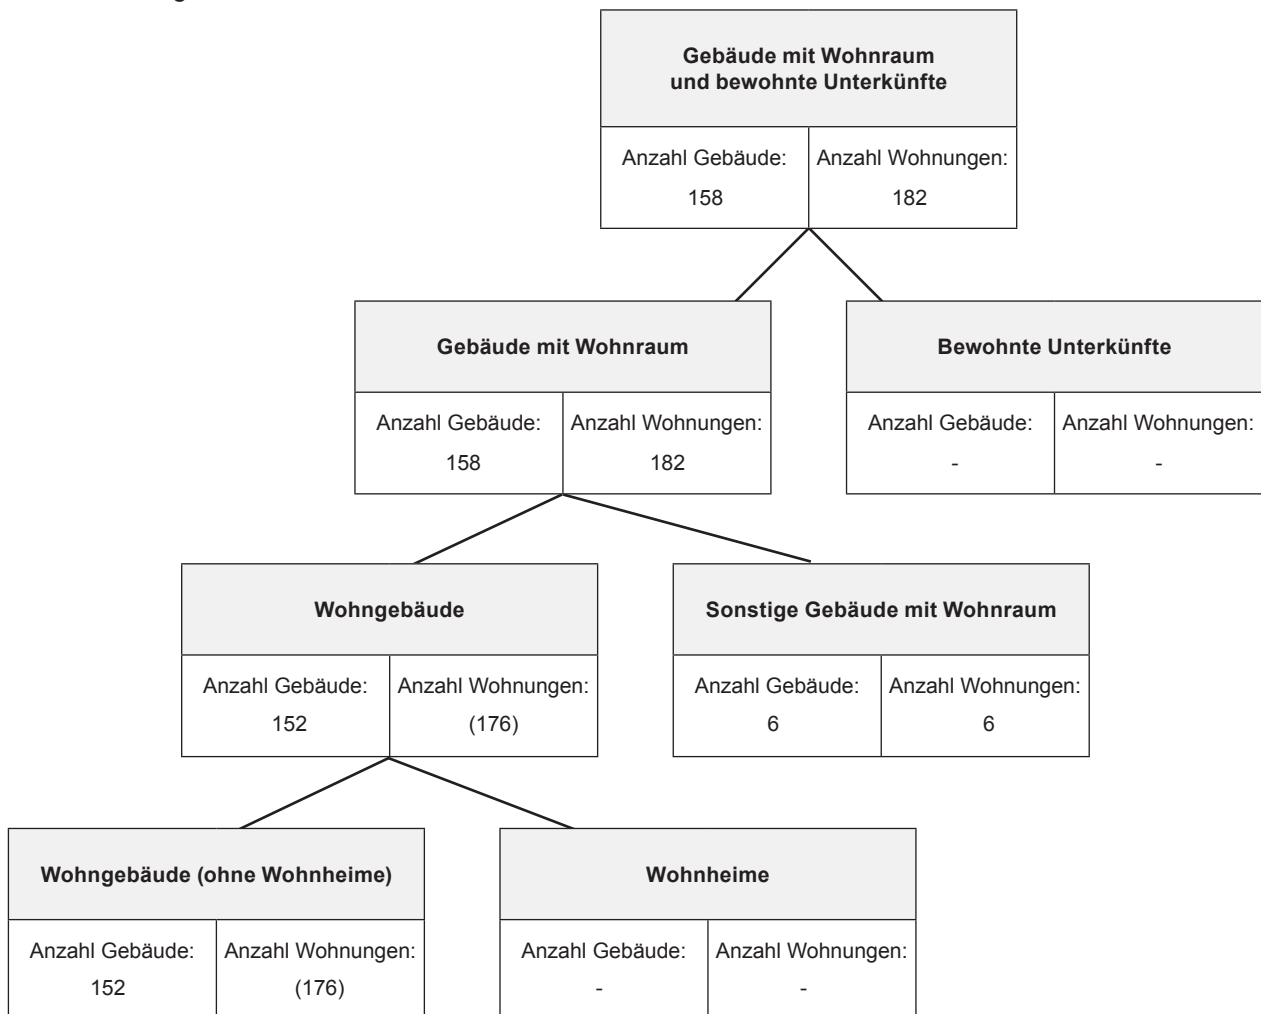 Gebäude mit Wohnraum
und bewohnte Unterkünfte
Anzahl Gebäude: Anzahl Wohnungen:
158 182
Gebäude mit Wohnraum
Bewohnte Unterkünfte
Anzahl Gebäude: Anzahl Wohnungen:
158 182
Anzahl Gebäude: Anzahl Wohnungen:
- -
Wohngebäude
Sonstige Gebäude mit Wohnraum
Anzahl Gebäude: Anzahl Wohnungen:
152 (176)
Anzahl Gebäude: Anzahl Wohnungen:
6 6
Wohngebäude (ohne Wohnheime)
Wohnheime
Anzahl Gebäude: Anzahl Wohnungen:
152 (176)
Anzahl Gebäude: Anzahl Wohnungen:
- -